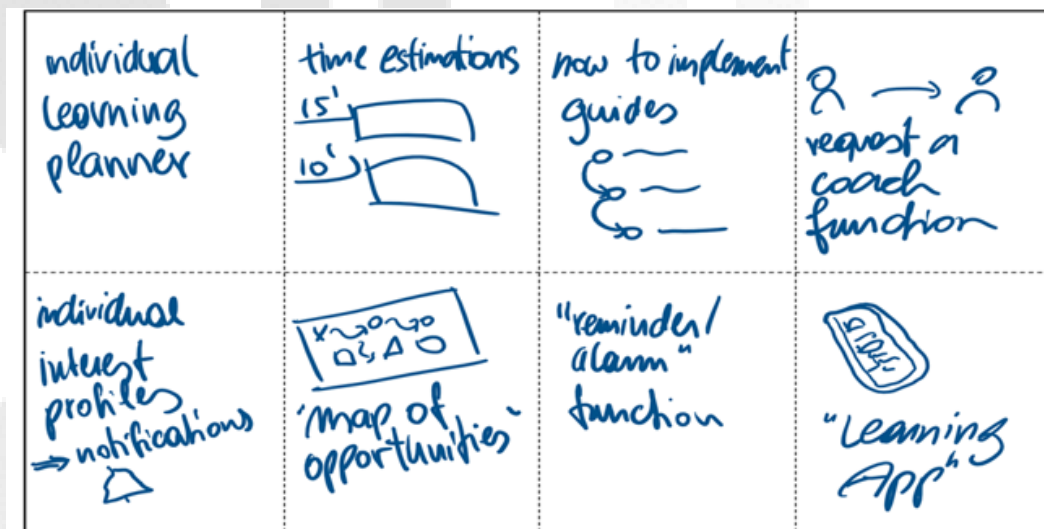 individual
learning
planner
time estimations
15'
10'
how to implement
guides
request a
coach
function
individual
interest
profiles
⇒ notifications
"map of
opportunities"
"reminder/
alarm"
function
"Learning
App"